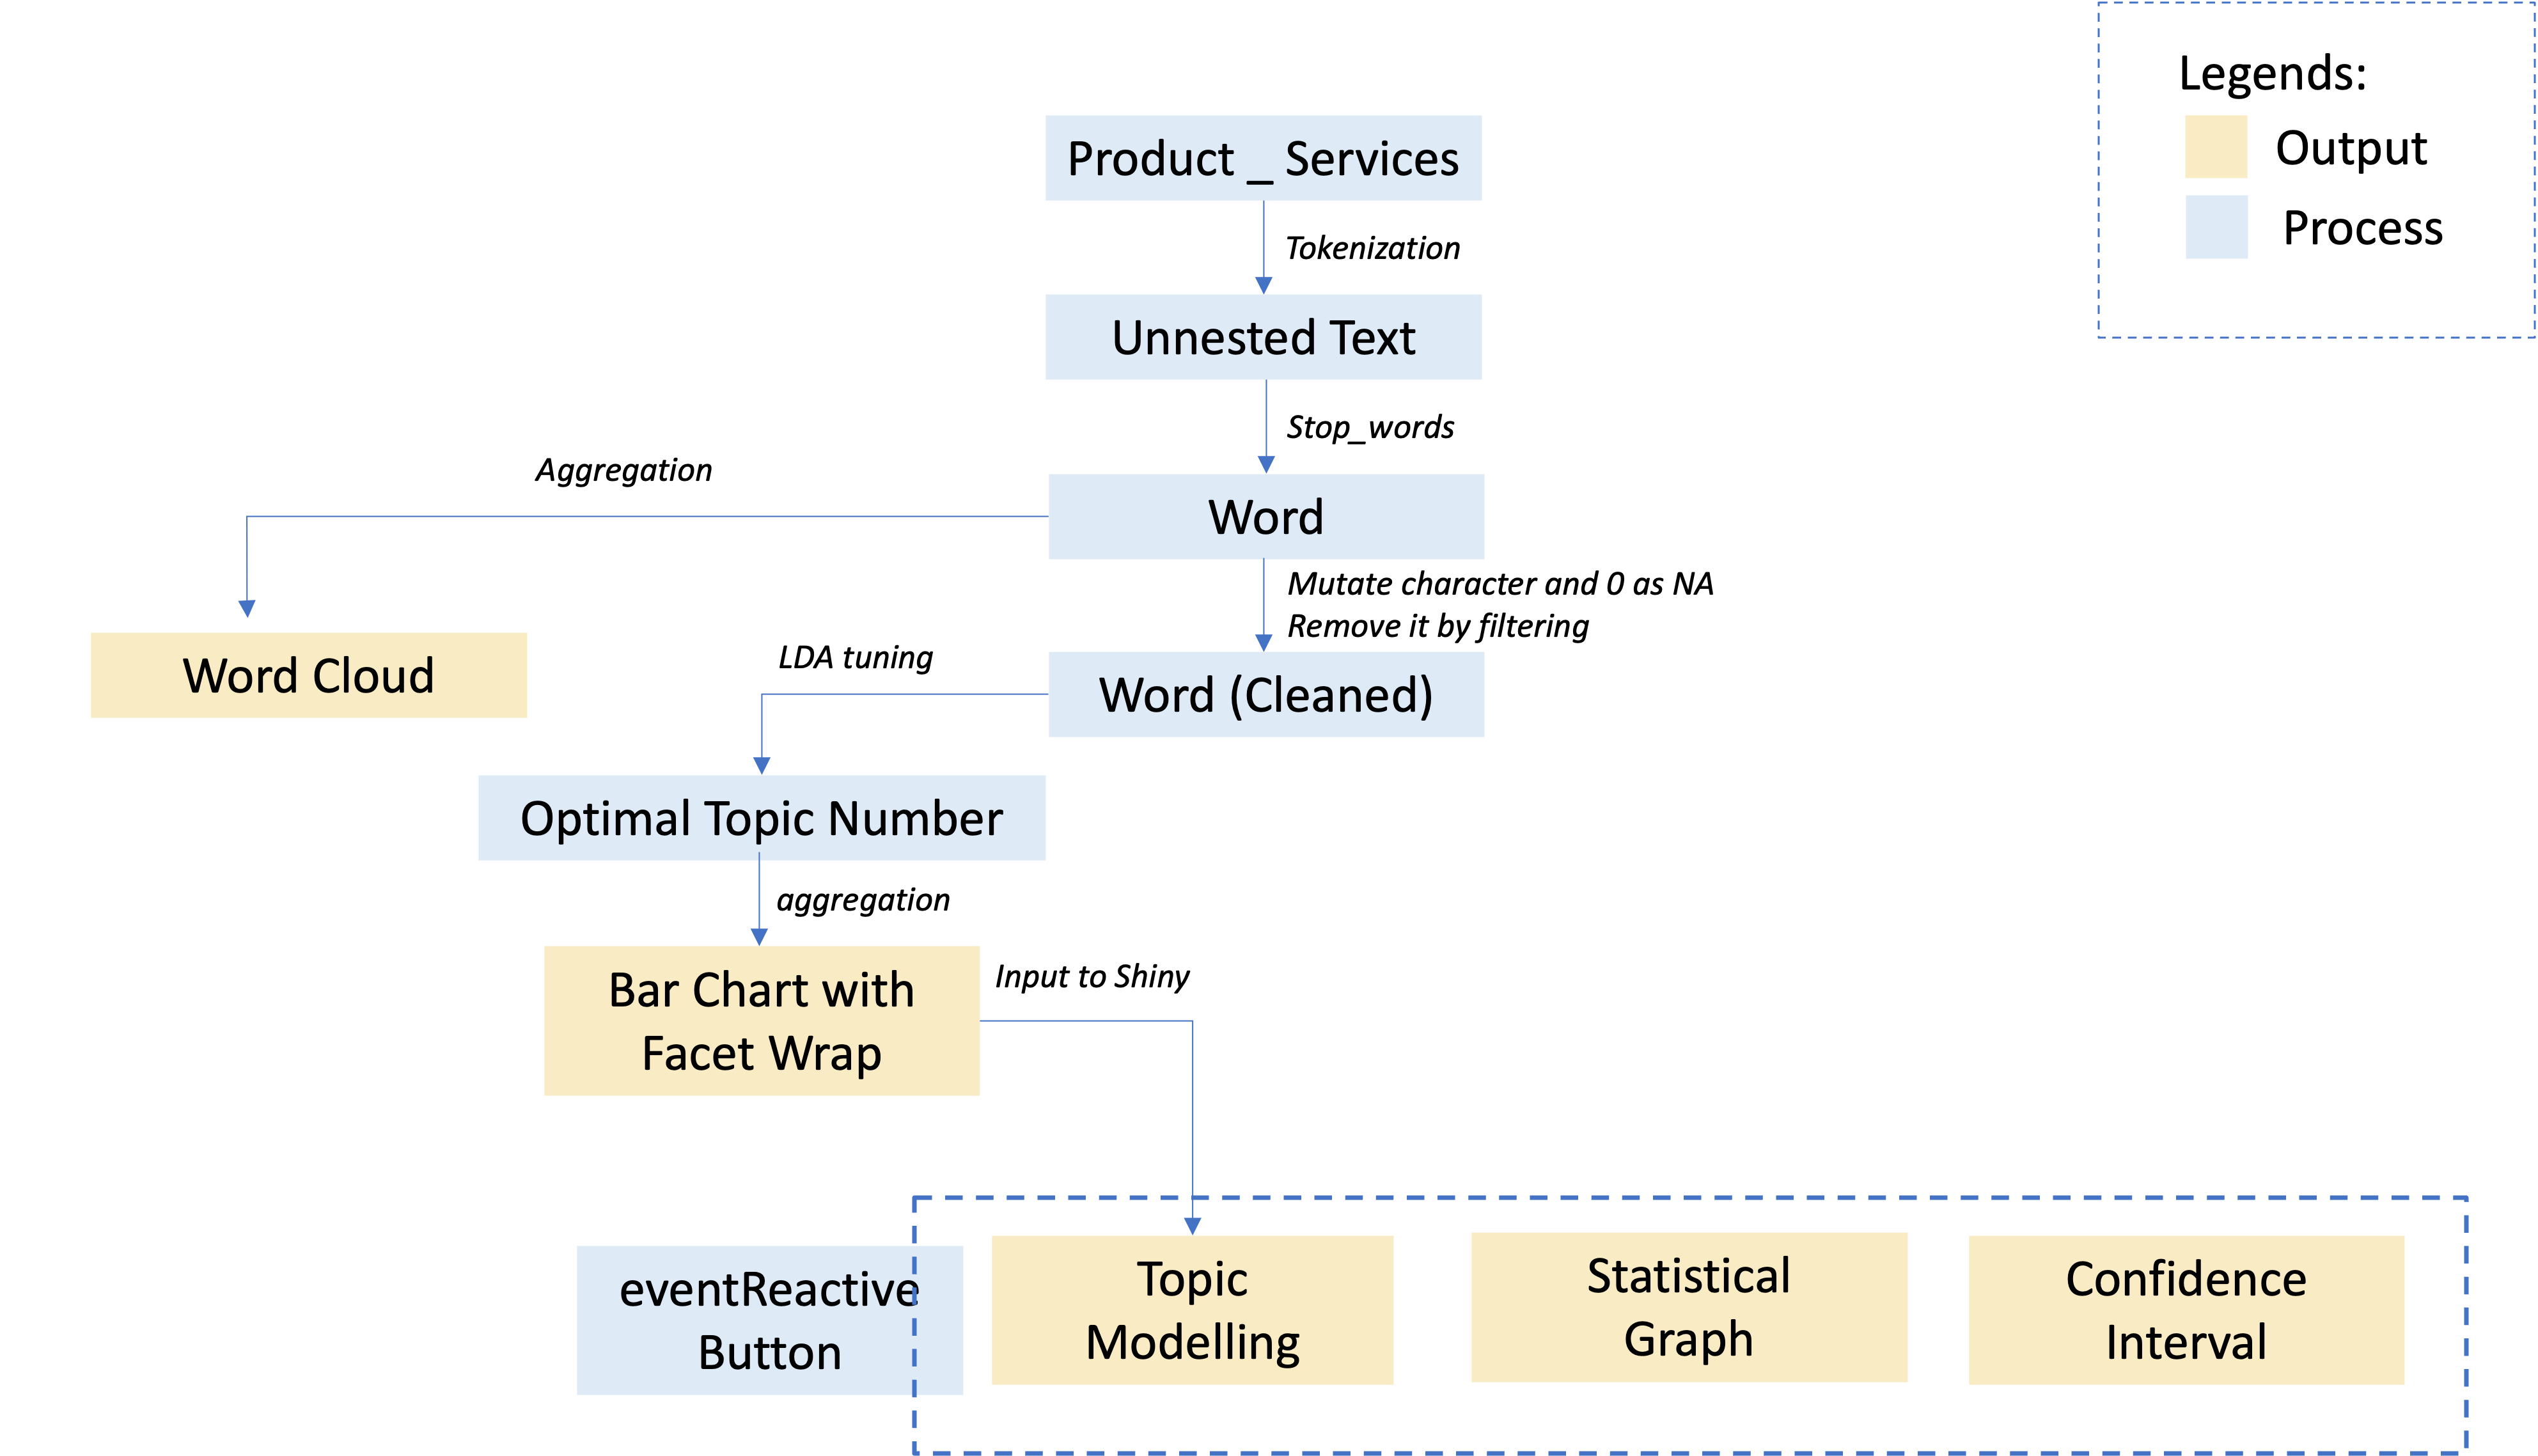 Legends:
Output
Process
Product _ Services
Tokenization
Unnested Text
Stop_words
Aggregation
Word
Mutate character and 0 as NA
Remove it by filtering
Word Cloud
LDA tuning
Word (Cleaned)
Optimal Topic Number
aggregation
Bar Chart with
Facet Wrap
Input to Shiny
eventReactive
Button
Topic
Modelling
Statistical
Graph
Confidence
Interval